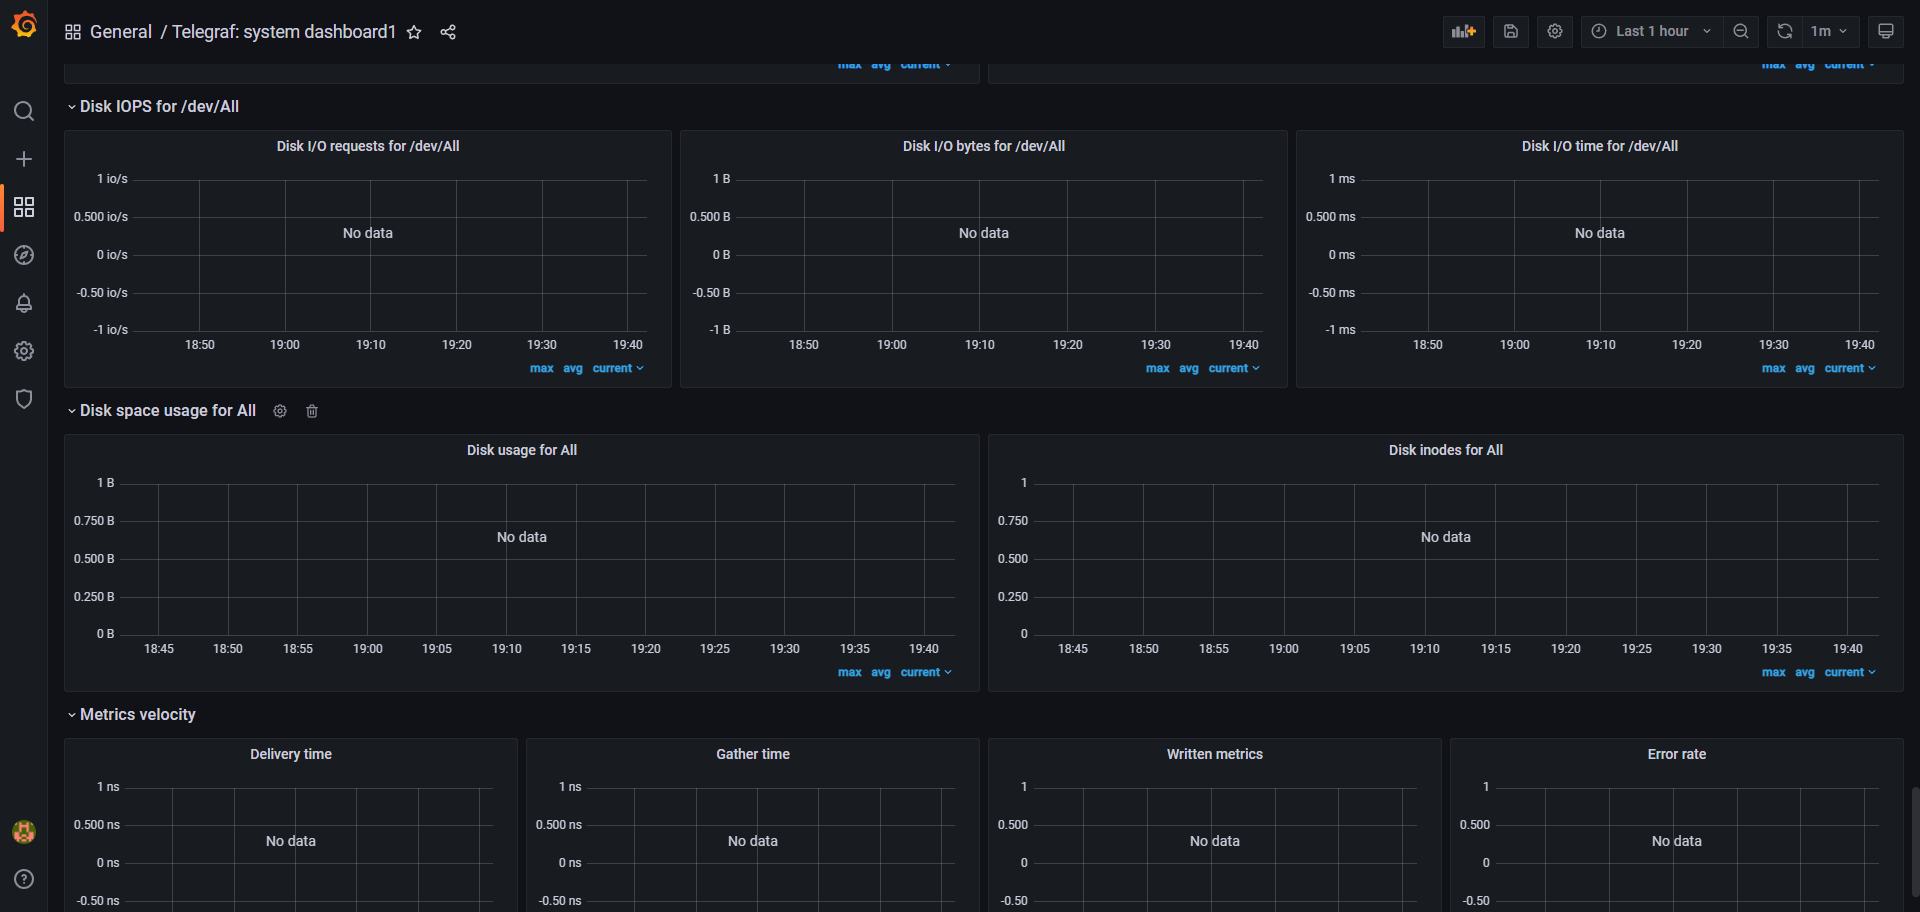 General / Telegraf: system dashboard1
Last 1 hour
1m
max avg current
max avg current
Disk IOPS for /dev/All
Disk I/O requests for /dev/All
1 io/s
0.500 io/s
0 io/s
-0.50 io/s
-1 io/s
No data
18:50 19:00 19:10 19:20 19:30 19:40
max avg current
Disk I/O bytes for /dev/All
1 B
0.500 B
0 B
-0.50 B
-1 B
No data
18:50 19:00 19:10 19:20 19:30 19:40
max avg current
Disk I/O time for /dev/All
1 ms
0.500 ms
0 ms
-0.50 ms
-1 ms
No data
18:50 19:00 19:10 19:20 19:30 19:40
max avg current
Disk space usage for All
Disk usage for All
1 B
0.750 B
0.500 B
0.250 B
0 B
No data
18:45 18:50 18:55 19:00 19:05 19:10 19:15 19:20 19:25 19:30 19:35 19:40
max avg current
Disk inodes for All
1
0.750
0.500
0.250
0
No data
18:45 18:50 18:55 19:00 19:05 19:10 19:15 19:20 19:25 19:30 19:35 19:40
max avg current
Metrics velocity
Delivery time
1 ns
0.500 ns
0 ns
-0.50 ns
No data
Gather time
1 ns
0.500 ns
0 ns
-0.50 ns
No data
Written metrics
1
0.500
0
-0.50
No data
Error rate
1
0.500
0
-0.50
No data